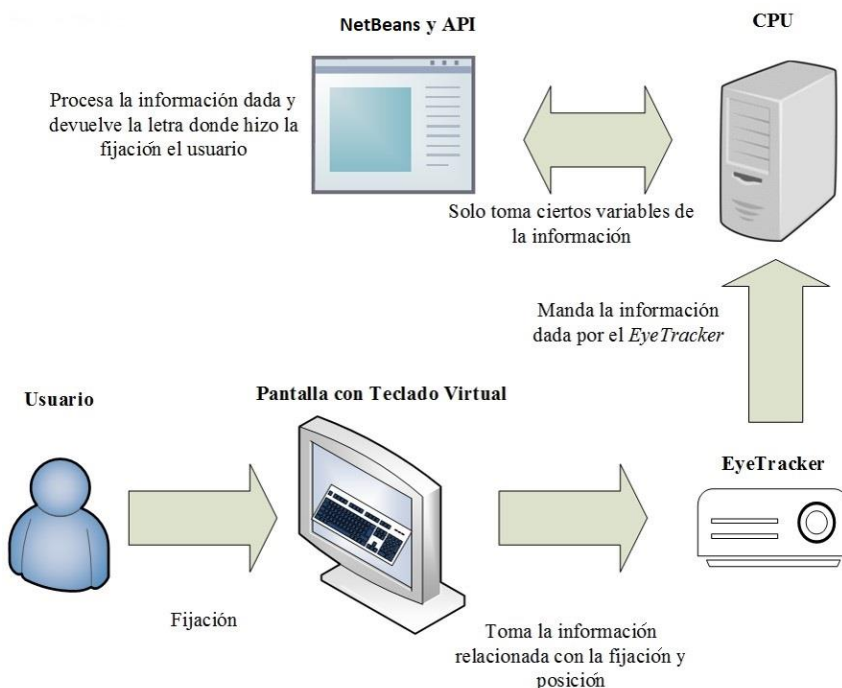 NetBeans y API
CPU
Procesa la información dada y
devuelve la letra donde hizo la
fijación el usuario
Solo toma ciertos variables de
la información
Manda la información
dada por el EyeTracker
Usuario
Pantalla con Teclado Virtual
EyeTracker
Fijación
Toma la información
relacionada con la fijación y
posición